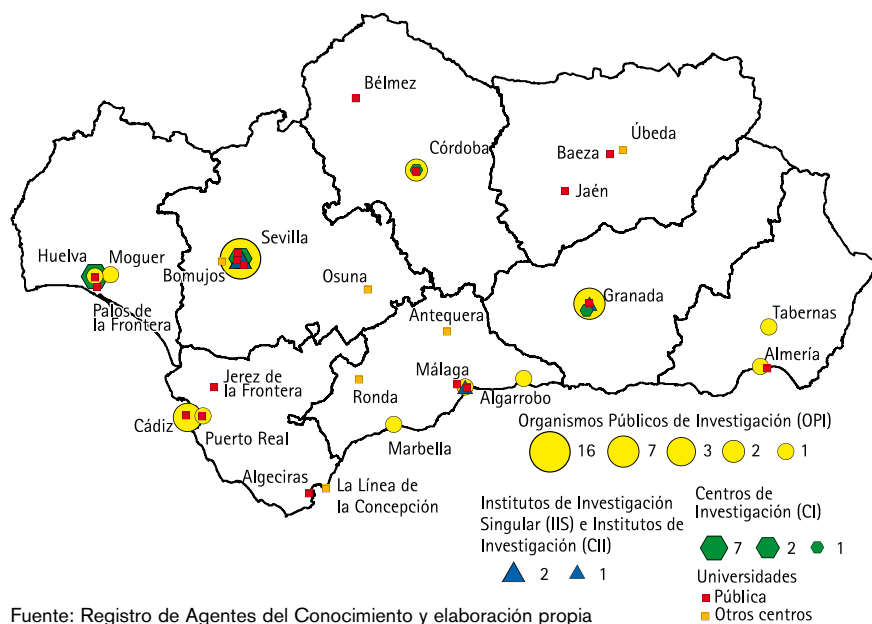 Bélmez
Córdoba
Úbeda
Baeza
Jaén
Huelva
Moguer
Palos de
la Frontera
Sevilla
Bomujos
Osuna
Antequera
Granada
Tabernas
Almería
Jerez de
la Frontera
Ronda
Málaga
Algarrobo
Cádiz
Puerto Real
Marbella
Algeciras
La Línea de
la Concepción
Organismos Públicos de Investigación (OPI)
16 7 3 2 1
Institutos de Investigación
Singular (IIS) e Institutos de
Investigación (CII)
2 1
Centros de
Investigación (CI)
7 2 1
Universidades
Pública
Otros centros
Fuente: Registro de Agentes del Conocimiento y elaboración propia